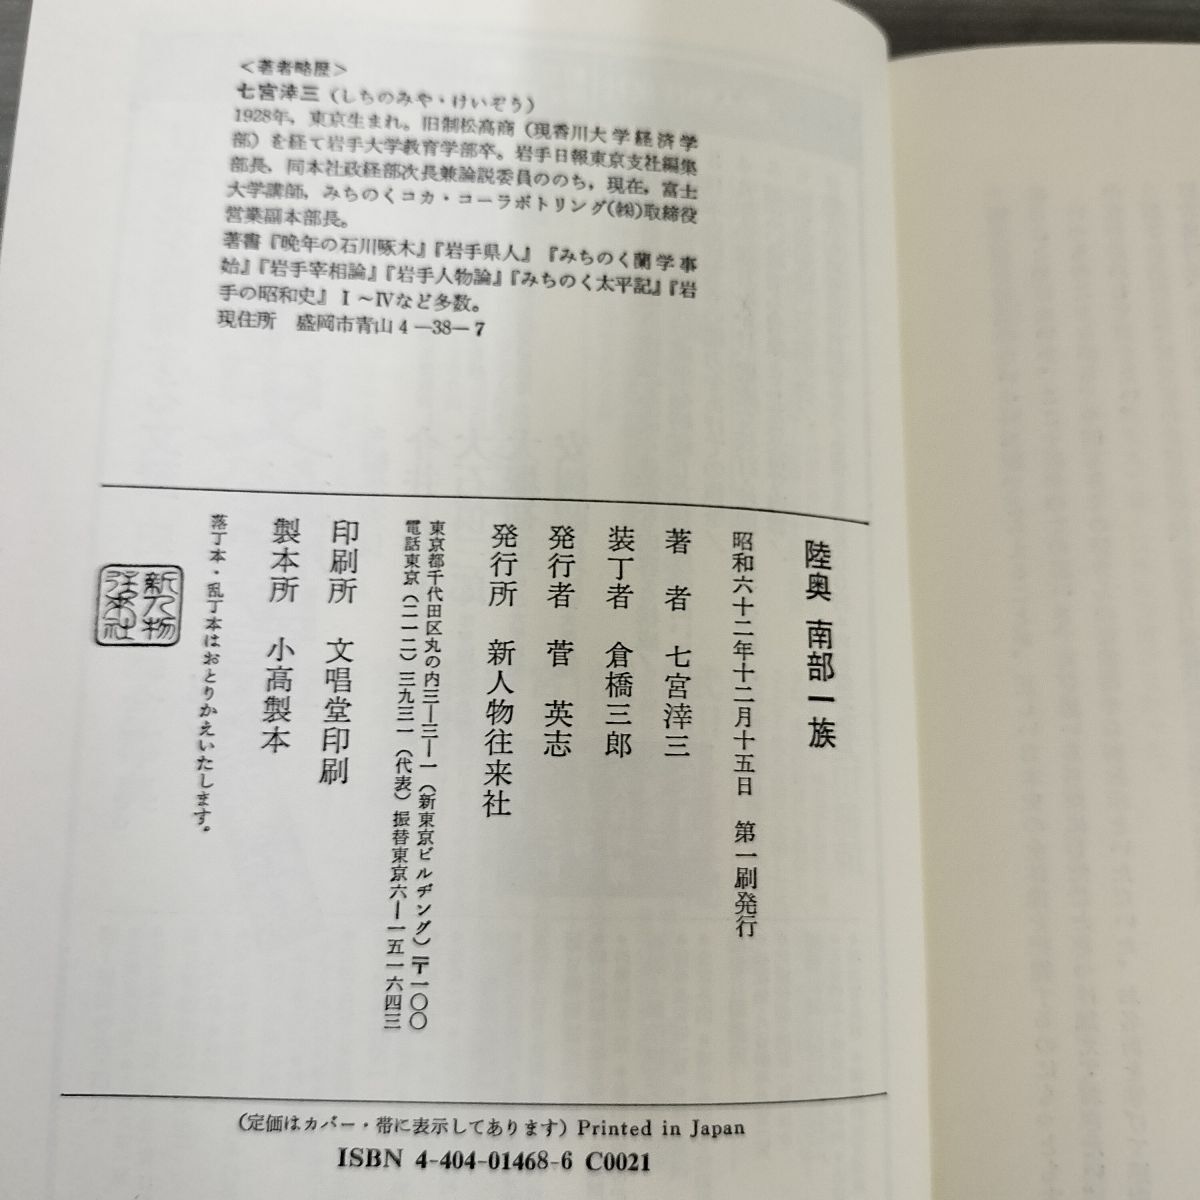 ＜著者略歴＞
七宮涬三（しちのみや・けいぞう）
1928年，東京生まれ。旧制松高商（現香川大学経済学
部）を経て岩手大学教育学部卒。岩手日報東京支社編集
部長，同本社政経部次長兼論説委員ののち，現在，富士
大学講師，みちのくコカ・コーラボトリング(㈱)取締役
営業副本部長。
著書『晩年の石川啄木』『岩手県人』『みちのく蘭学事
始』『岩手宰相論』『岩手人物論』『みちのく太平記』『岩
手の昭和史』Ⅰ～Ⅳなど多数。
現住所　盛岡市青山4―38―7
陸奥 南部一族
昭和六十二年十二月十五日　第一刷発行
著　者　七宮涬三
装丁者　倉橋三郎
発行者　菅　英志
発行所　新人物往来社
東京都千代田区丸の内三―三―一（新東京ビルヂング）〒一〇〇
電話東京（二一二）三九三一（代表）振替東京六―一五一六四三
印刷所　文唱堂印刷
製本所　小高製本
落丁本・乱丁本はおとりかえいたします。
新人物
往来社
（定価はカバー・帯に表示してあります）Printed in Japan
ISBN 4-404-01468-6 C0021